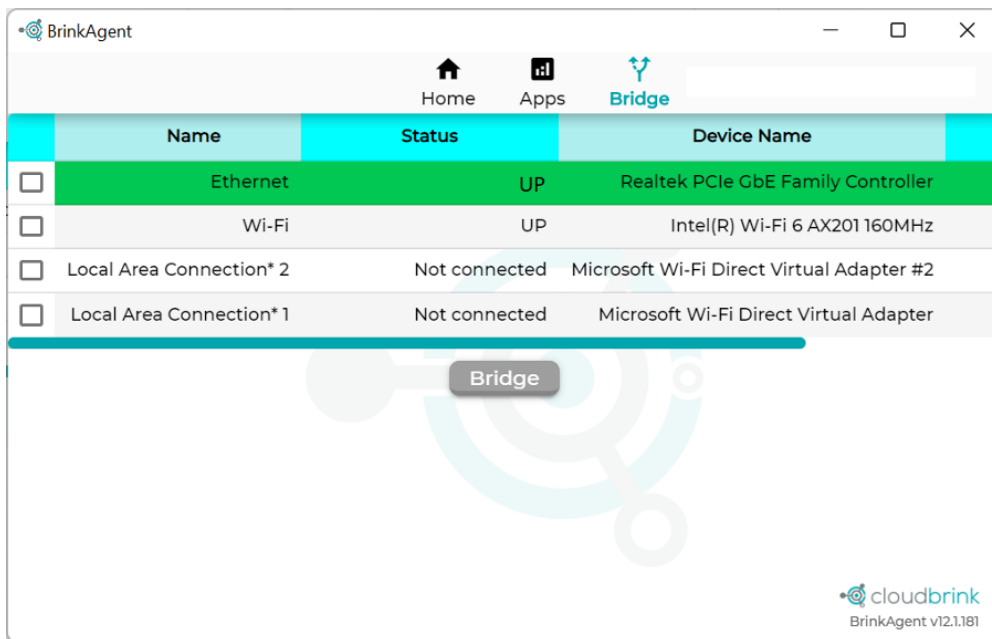 BrinkAgent
Home Apps Bridge
Name Status Device Name
Ethernet UP Realtek PCIe GbE Family Controller
Wi-Fi UP Intel(R) Wi-Fi 6 AX201 160MHz
Local Area Connection* 2 Not connected Microsoft Wi-Fi Direct Virtual Adapter #2
Local Area Connection* 1 Not connected Microsoft Wi-Fi Direct Virtual Adapter
Bridge
cloudbrink
BrinkAgent v12.1.181